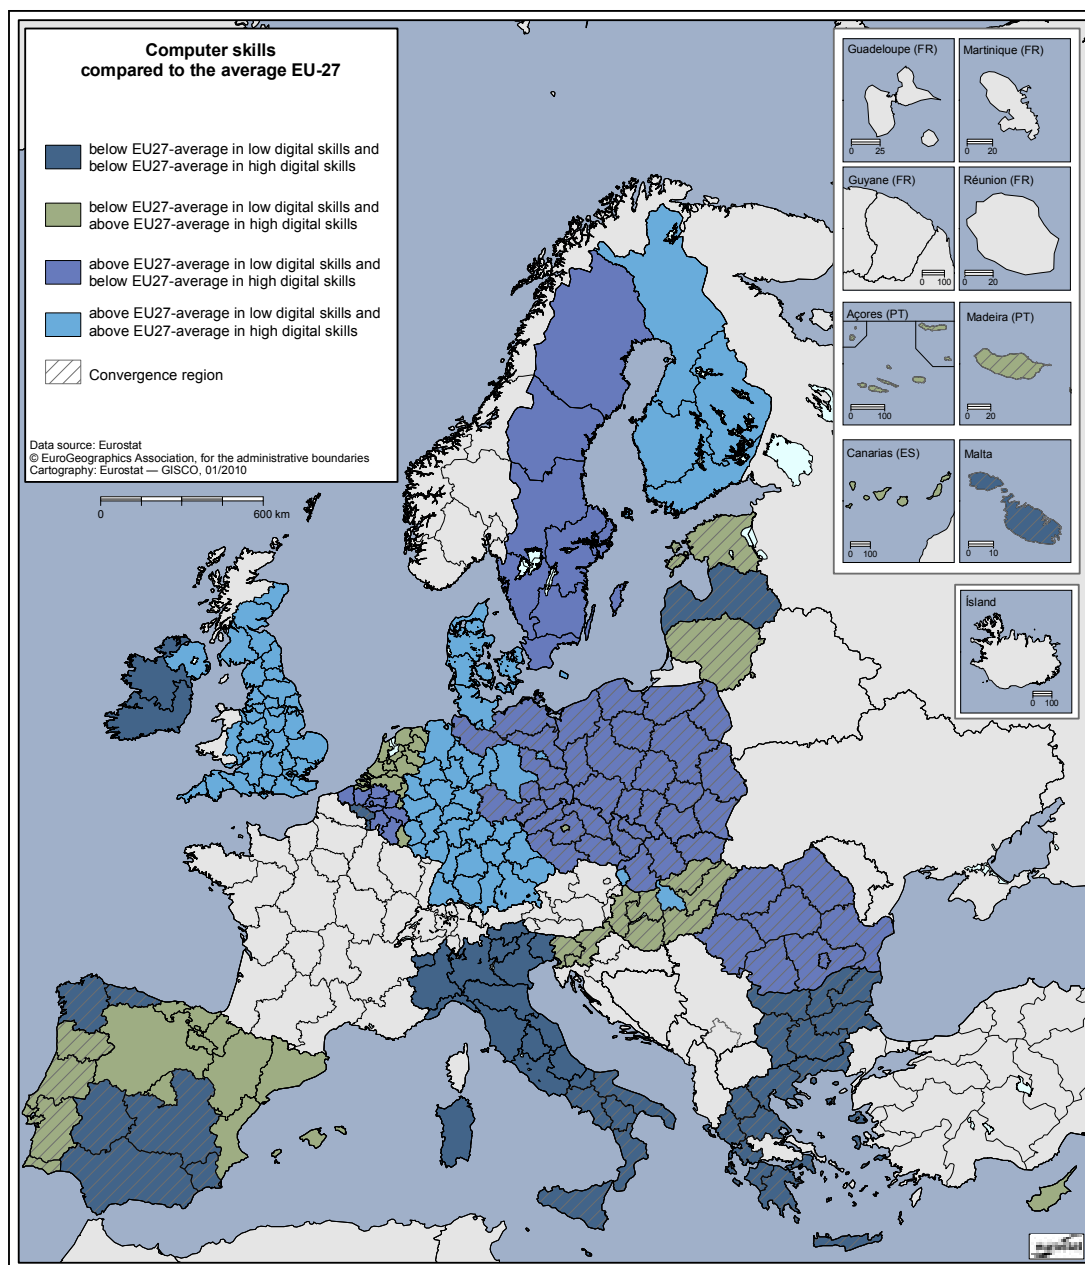 Computer skills
compared to the average EU-27
below EU27-average in low digital skills and
below EU27-average in high digital skills
below EU27-average in low digital skills and
above EU27-average in high digital skills
above EU27-average in low digital skills and
below EU27-average in high digital skills
above EU27-average in low digital skills and
above EU27-average in high digital skills
Convergence region
Data source: Eurostat
© EuroGeographics Association, for the administrative boundaries
Cartography: Eurostat — GISCO, 01/2010
0 600 km
Guadeloupe (FR)
0 25
Martinique (FR)
0 20
Guyane (FR)
0 100
Réunion (FR)
0 20
Açores (PT)
0 100
Madeira (PT)
0 20
Canarias (ES)
0 100
Malta
0 10
Ísland
0 100
eurostat